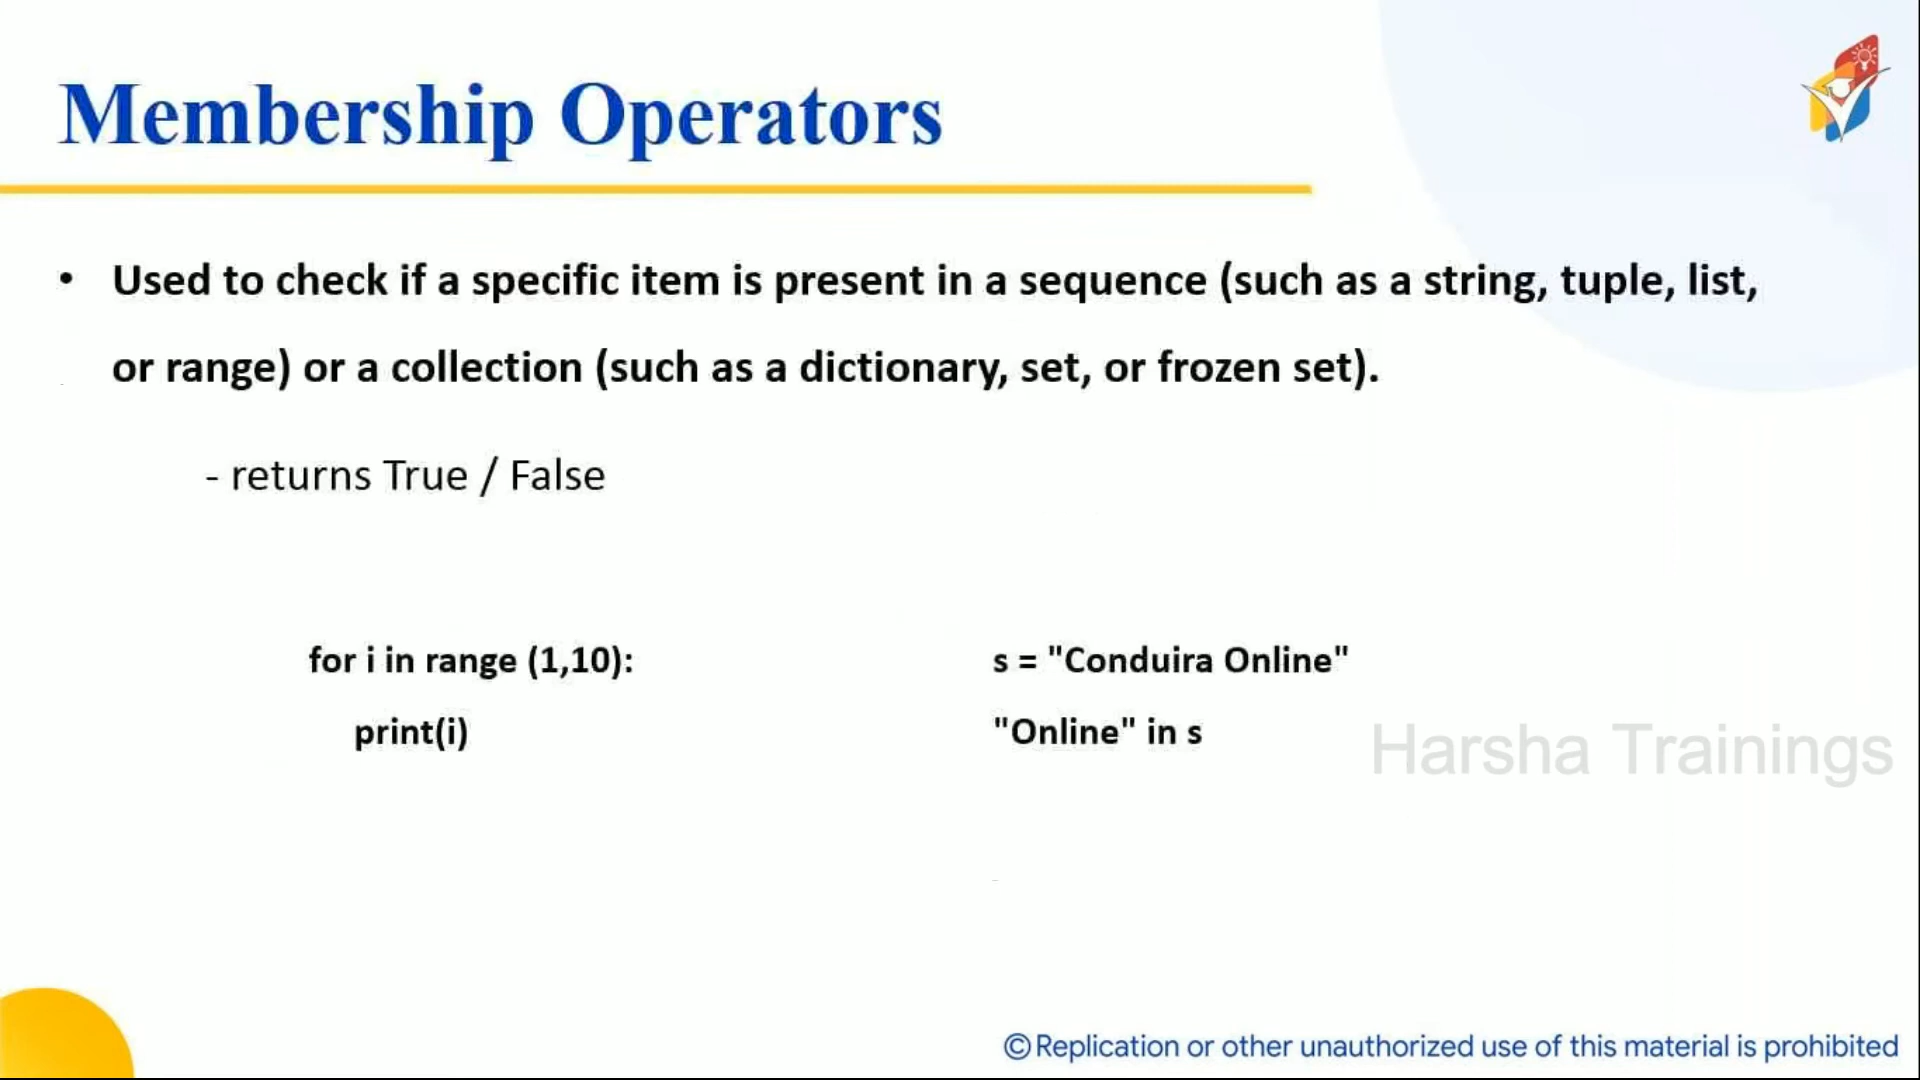 Membership Operators
• Used to check if a specific item is present in a sequence (such as a string, tuple, list,
or range) or a collection (such as a dictionary, set, or frozen set).
- returns True / False
for i in range (1,10):
print(i)
s = "Conduira Online"
"Online" in s
Harsha Trainings
©Replication or other unauthorized use of this material is prohibited